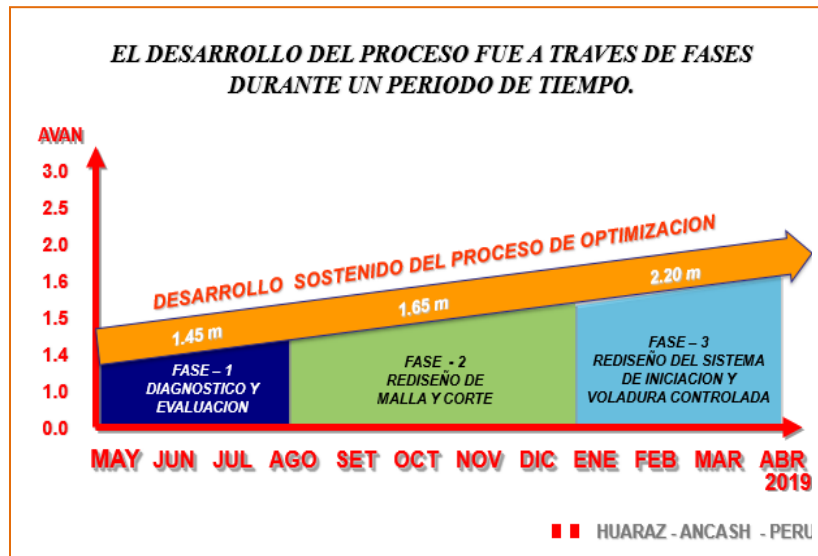 EL DESARROLLO DEL PROCESO FUE A TRAVES DE FASES
DURANTE UN PERIODO DE TIEMPO.
AVAN
3.0
2.5
2.0
1.6
1.5
1.4
1.0
0.0
DESARROLLO SOSTENIDO DEL PROCESO DE OPTIMIZACION
1.45 m
1.65 m
2.20 m
FASE – 1
DIAGNOSTICO Y
EVALUACION
FASE - 2
REDISEÑO DE
MALLA Y CORTE
FASE – 3
REDISEÑO DEL SISTEMA
DE INICIACION Y
VOLADURA CONTROLADA
MAY JUN JUL AGO SET OCT NOV DIC ENE FEB MAR ABR
2019
HUARAZ - ANCASH - PERU